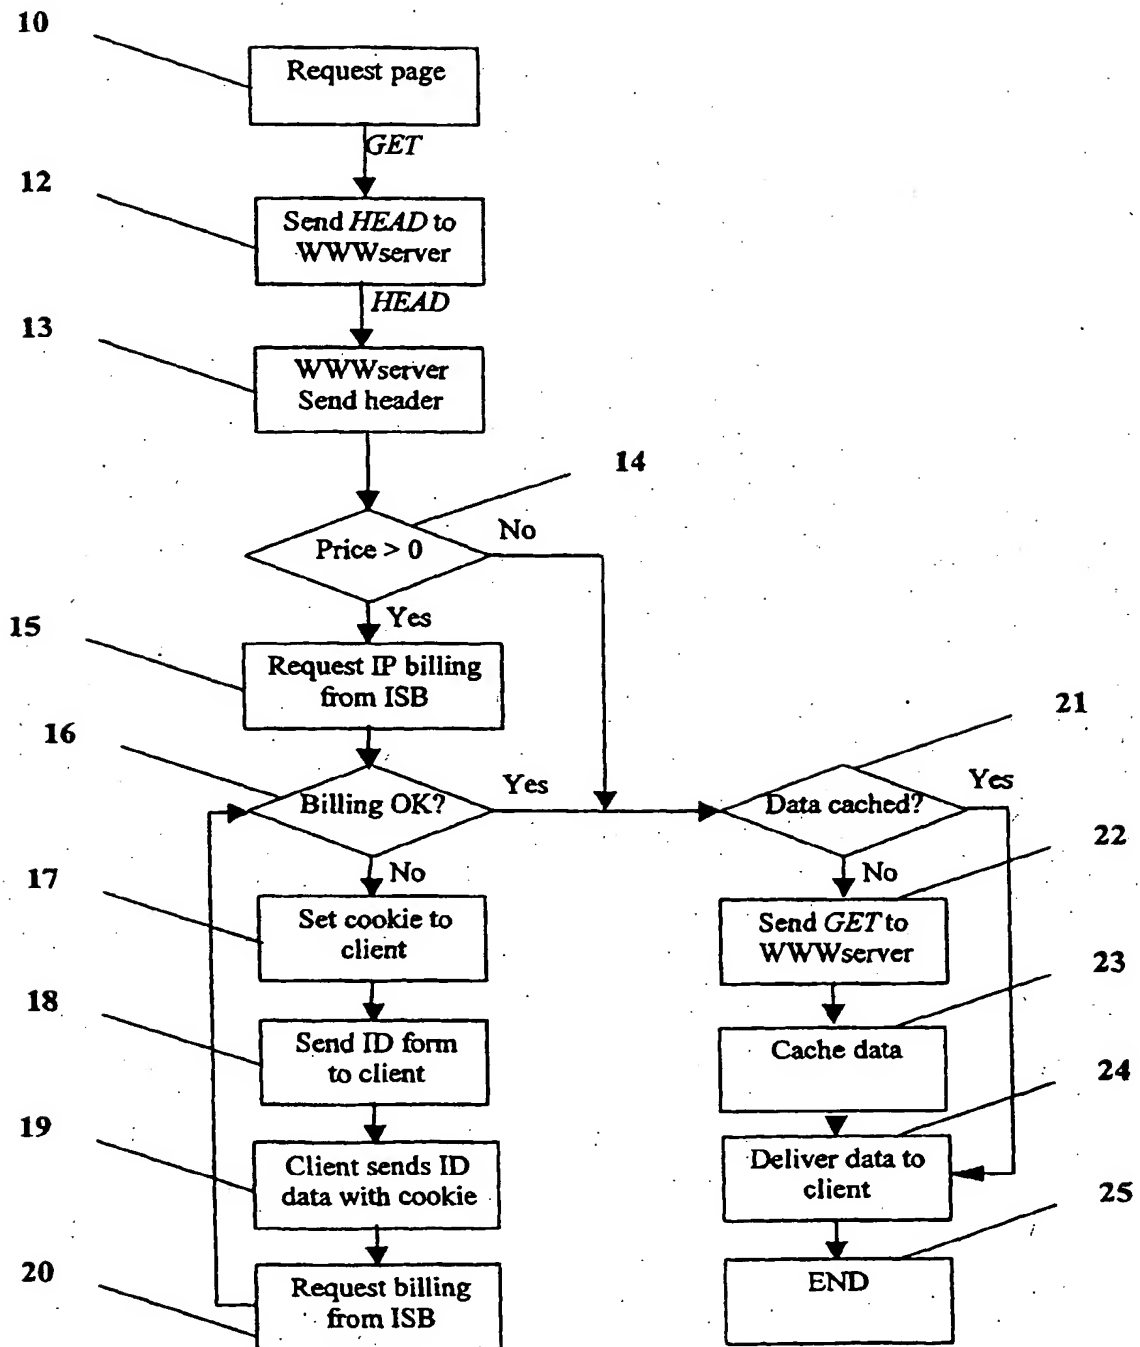 10
Request page
GET
12
Send HEAD to
WWWserver
HEAD
13
WWWserver
Send header
14
Price > 0
No
Yes
15
Request IP billing
from ISB
16
Billing OK?
Yes
21
Data cached?
Yes
No
17
Set cookie to
client
No
22
Send GET to
WWWserver
18
Send ID form
to client
23
Cache data
19
Client sends ID
data with cookie
24
Deliver data to
client
20
Request billing
from ISB
25
END